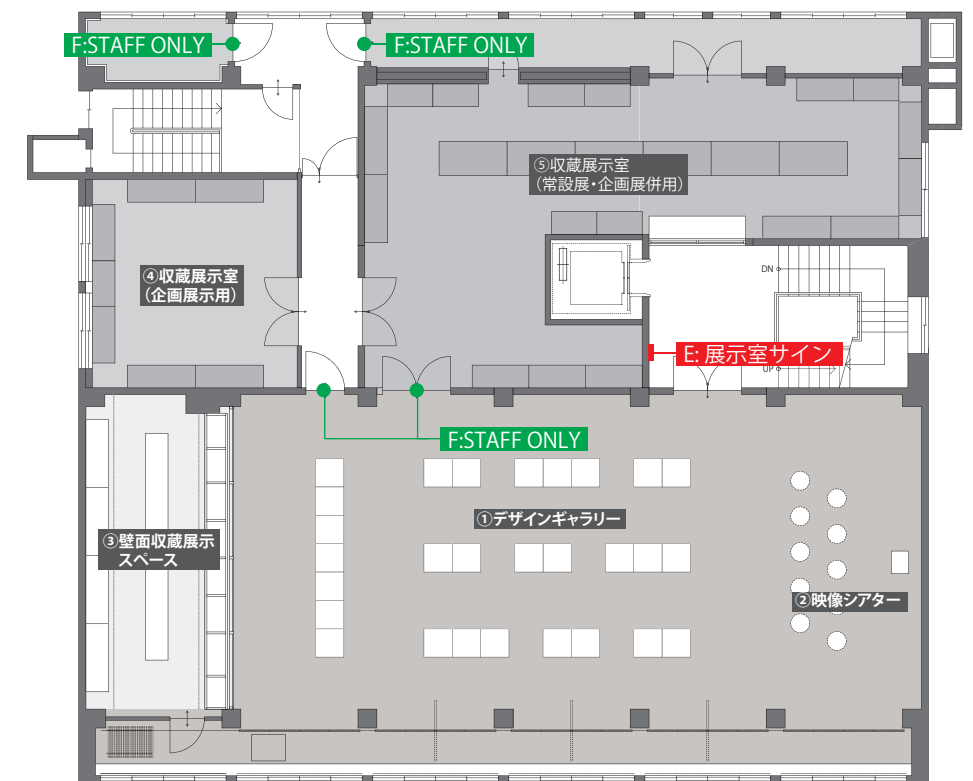 F:STAFF ONLY
F:STAFF ONLY
⑤収蔵展示室
(常設展・企画展併用)
④収蔵展示室
(企画展示用)
DN
E: 展示室サイン
UP
F:STAFF ONLY
①デザインギャラリー
③壁面収蔵展示
スペース
②映像シアター